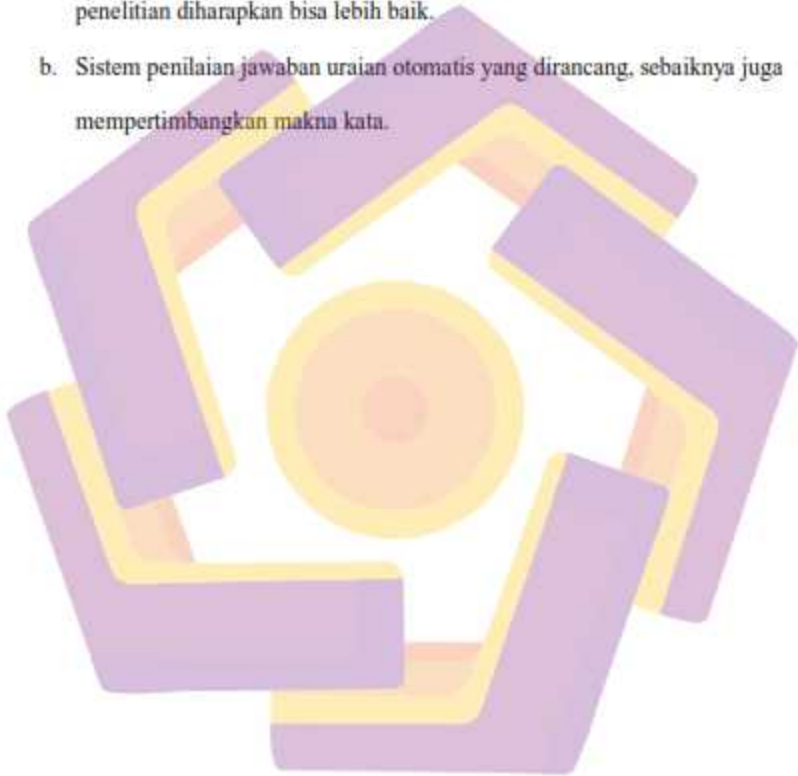 penelitian diharapkan bisa lebih baik.
b. Sistem penilaian jawaban uraian otomatis yang dirancang, sebaiknya juga
mempertimbangkan makna kata.